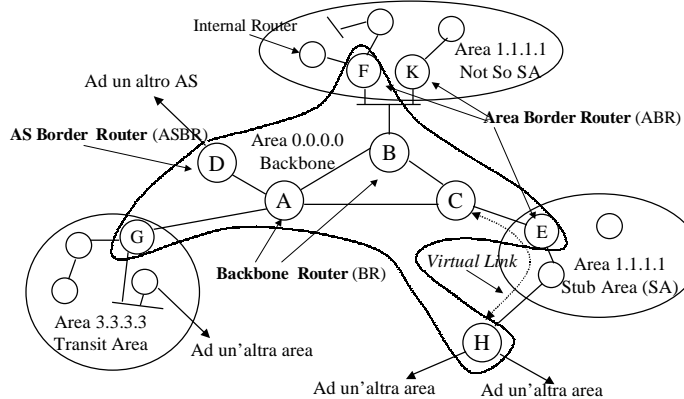 Internal Router
Area 1.1.1.1
Not So SA
F
K
Ad un altro AS
AS Border Router (ASBR)
Area Border Router (ABR)
Area 0.0.0.0
Backbone
B
D
A
C
G
E
Backbone Router (BR)
Virtual Link
Area 1.1.1.1
Stub Area (SA)
Area 3.3.3.3
Transit Area
H
Ad un'altra area
Ad un'altra area
Ad un'altra area